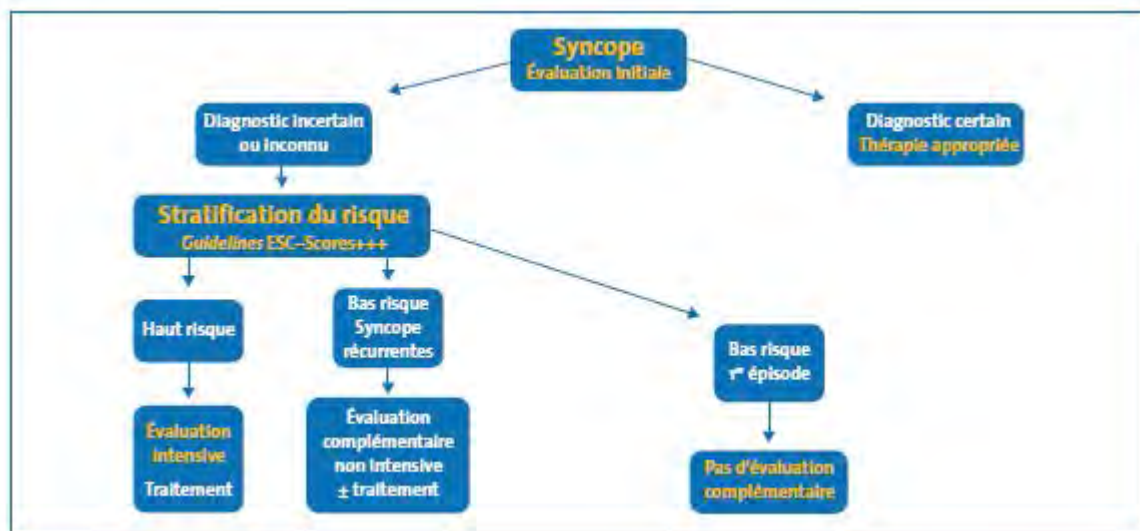 Syncope
Évaluation initiale
Diagnostic incertain
ou inconnu
Diagnostic certain
Thérapie appropriée
Stratification du risque
Guidelines ESC–Scores+++
Haut risque
Bas risque
Syncope
récurrentes
Bas risque
1er épisode
Évaluation
intensive
Traitement
Évaluation
complémentaire
non intensive
± traitement
Pas d'évaluation
complémentaire